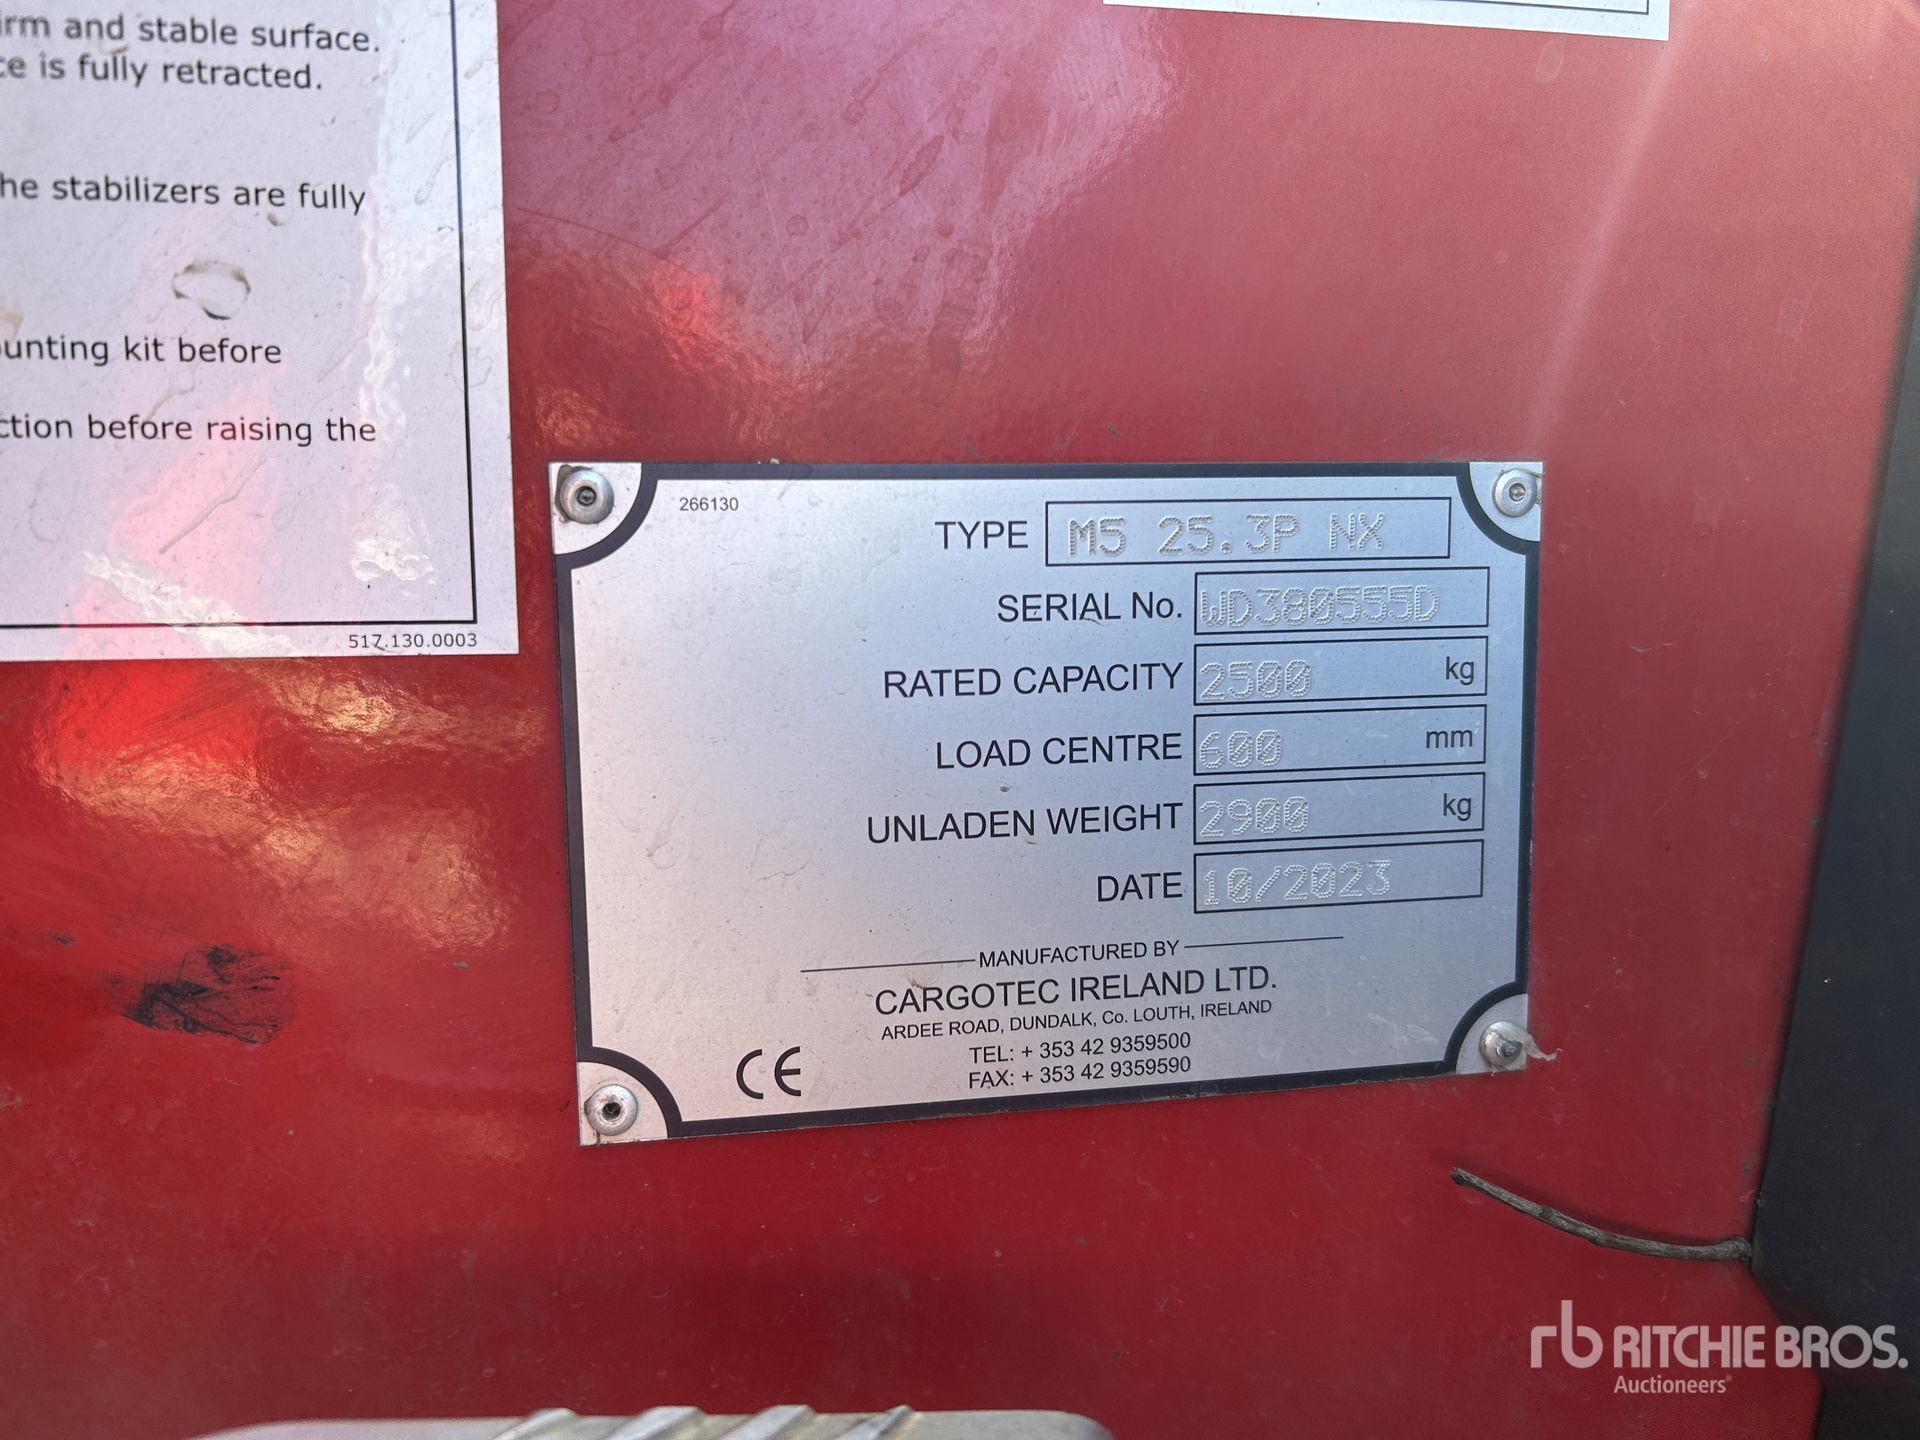 irm and stable surface.
ce is fully retracted.
he stabilizers are fully
ounting kit before
ction before raising the
517.130.0003
266130
TYPE M5 25.3P NX
SERIAL No. WD380555D
RATED CAPACITY 2500 kg
LOAD CENTRE 600 mm
UNLADEN WEIGHT 2900 kg
DATE 10/2023
MANUFACTURED BY
CARGOTEC IRELAND LTD.
ARDEE ROAD, DUNDALK, Co. LOUTH, IRELAND
TEL: + 353 42 9359500
FAX: + 353 42 9359590
CE
rb RITCHIE BROS.
Auctioneers